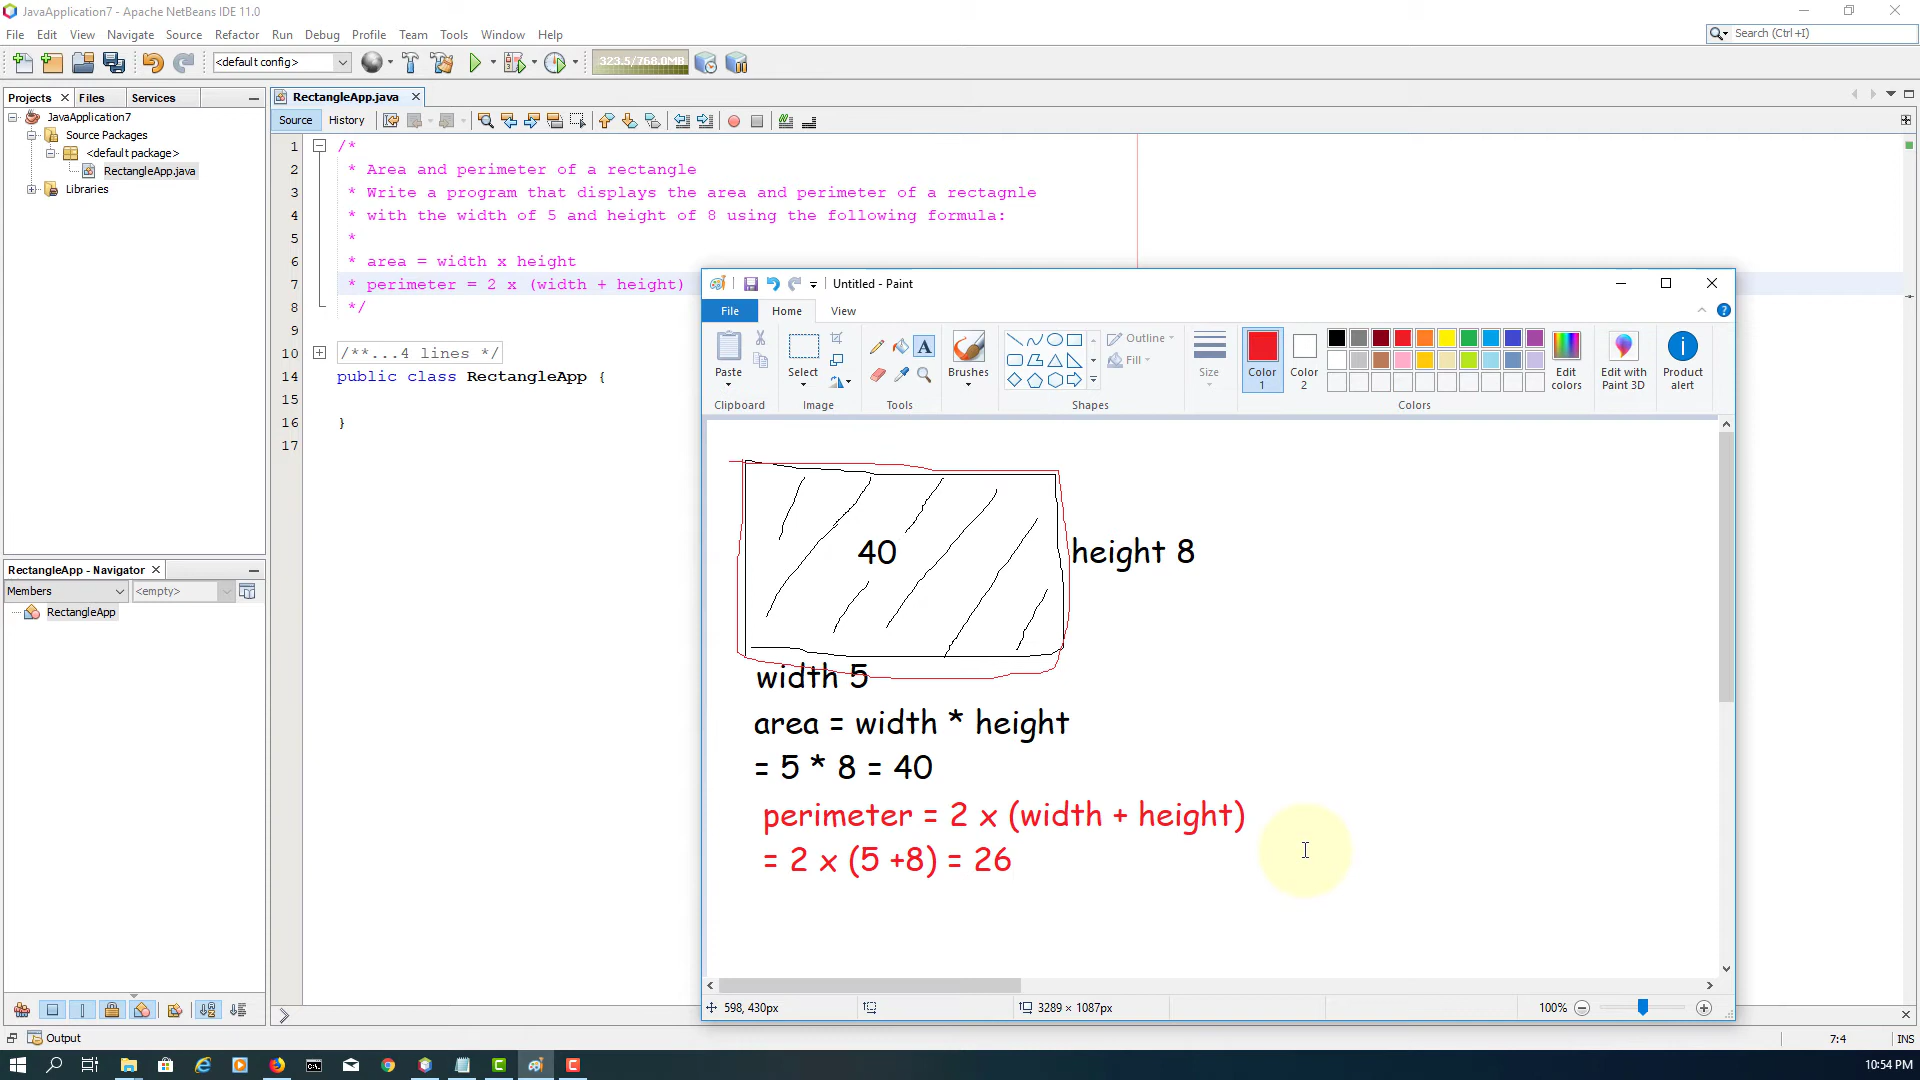 JavaApplication7 - Apache NetBeans IDE 11.0
File Edit View Navigate Source Refactor Run Debug Profile Team Tools Window Help
Search (Ctrl+I)
<default config>
323.5/768.0MB
Projects
Files
Services
JavaApplication7
Source Packages
<default package>
RectangleApp.java
Libraries
RectangleApp - Navigator
Members
<empty>
RectangleApp
RectangleApp.java
Source History
1 /*
2 * Area and perimeter of a rectangle
3 * Write a program that displays the area and perimeter of a rectagnle
4 * with the width of 5 and height of 8 using the following formula:
5 *
6 * area = width x height
7 * perimeter = 2 x (width + height)
8 */
9
10 /**...4 lines */
14 public class RectangleApp {
15
16 }
17
Untitled - Paint
File Home View
Paste
Clipboard
Select
Image
Tools
Brushes
Outline
Fill
Shapes
Size
Color 1
Color 2
Edit colors
Colors
Edit with Paint 3D
Product alert
40
height 8
width 5
area = width * height
= 5 * 8 = 40
perimeter = 2 x (width + height)
= 2 x (5 +8) = 26
598, 430px
3289 × 1087px
100%
Output
7:4
INS
10:54 PM